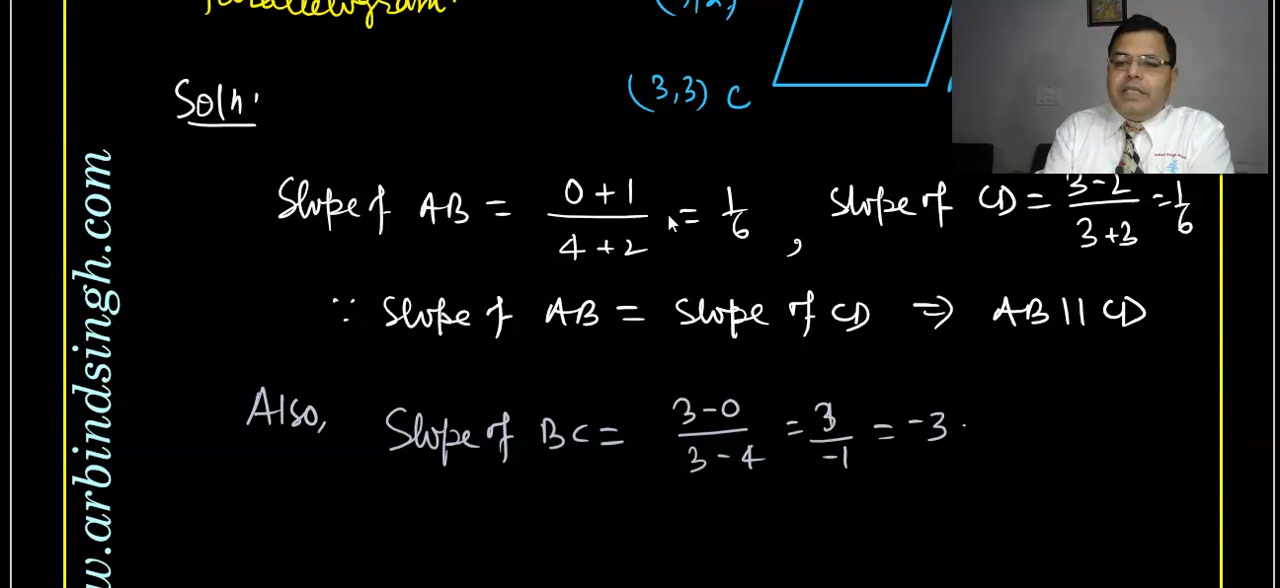 Parallelogram.
(3,3) C
Soln.
Slope of AB = (0+1)/(4+2) = 1/6 , Slope of CD = (3-2)/(3+3) = 1/6
∵ Slope of AB = Slope of CD ⇒ AB || CD
Also, Slope of BC = (3-0)/(3-4) = 3/-1 = -3.
w.arbindsingh.com